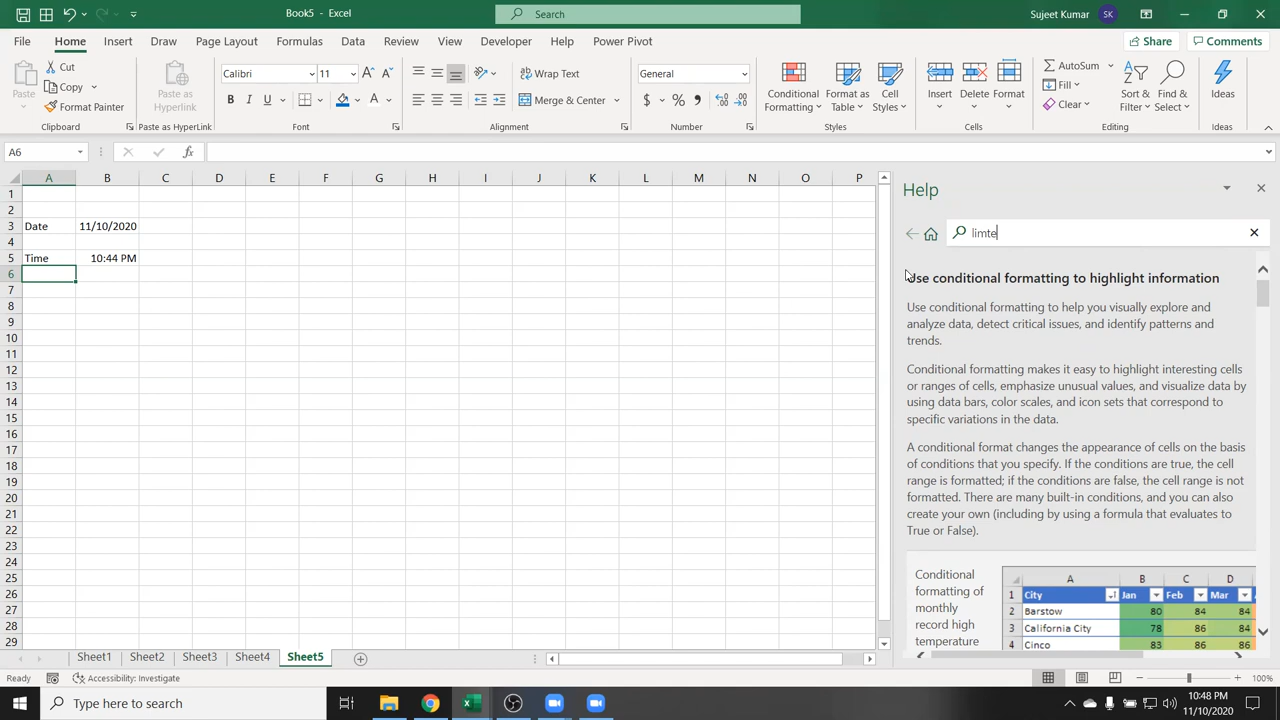 Book5 - Excel
Search
Sujeet Kumar
SK
File Home Insert Draw Page Layout Formulas Data Review View Developer Help Power Pivot
Share
Comments
Paste
Cut
Copy
Format Painter
Clipboard
Paste as
Hyperlink
Paste as HyperLink
Calibri
11
B I U
Font
Wrap Text
Merge & Center
Alignment
General
$ % ,
Number
Conditional
Formatting
Format as
Table
Cell
Styles
Styles
Insert
Delete
Format
Cells
AutoSum
Fill
Clear
Sort &
Filter
Find &
Select
Editing
Ideas
Ideas
A6
fx
A B C D E F G H I J K L M N O P
1
2
3 Date 11/10/2020
4
5 Time 10:44 PM
6
7
8
9
10
11
12
13
14
15
16
17
18
19
20
21
22
23
24
25
26
27
28
29
Help
limte
Use conditional formatting to highlight information
Use conditional formatting to help you visually explore and
analyze data, detect critical issues, and identify patterns and
trends.
Conditional formatting makes it easy to highlight interesting cells
or ranges of cells, emphasize unusual values, and visualize data by
using data bars, color scales, and icon sets that correspond to
specific variations in the data.
A conditional format changes the appearance of cells on the basis
of conditions that you specify. If the conditions are true, the cell
range is formatted; if the conditions are false, the cell range is not
formatted. There are many built-in conditions, and you can also
create your own (including by using a formula that evaluates to
True or False).
Conditional
formatting of
monthly
record high
temperature
A B C D
1 City Jan Feb Mar
2 Barstow 80 84 84
3 California City 78 86 84
4 Cinco 83 86 84
Sheet1 Sheet2 Sheet3 Sheet4 Sheet5
Ready
Accessibility: Investigate
100%
Type here to search
10:48 PM
11/10/2020